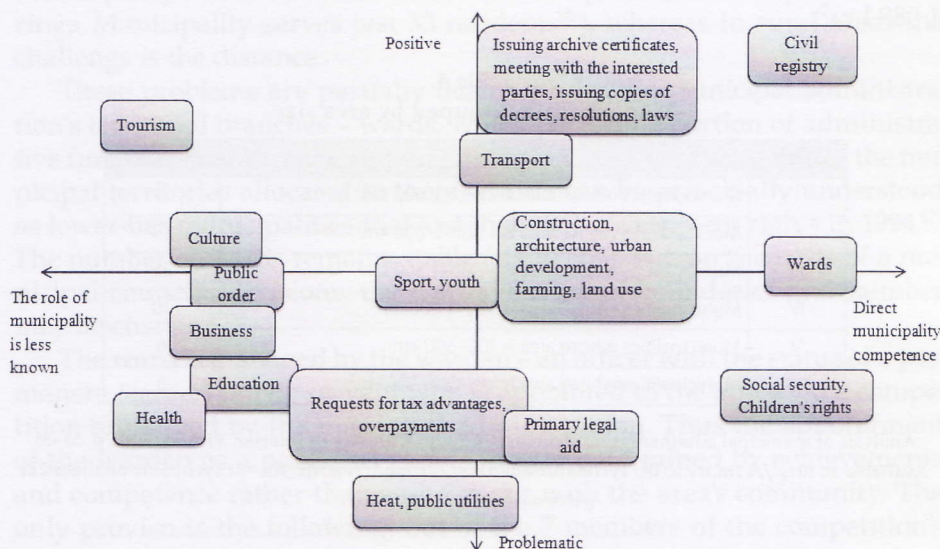 Positive
Issuing archive certificates,
meeting with the interested
parties, issuing copies of
decrees, resolutions, laws
Civil
registry
Tourism
Transport
Culture
Public
order
Business
Sport, youth
Construction,
architecture, urban
development,
farming, land use
Wards
The role of
municipality
is less
known
Direct
municipality
competence
Education
Health
Requests for tax advantages,
overpayments
Primary legal
aid
Social security,
Children's rights
Heat, public utilities
Problematic